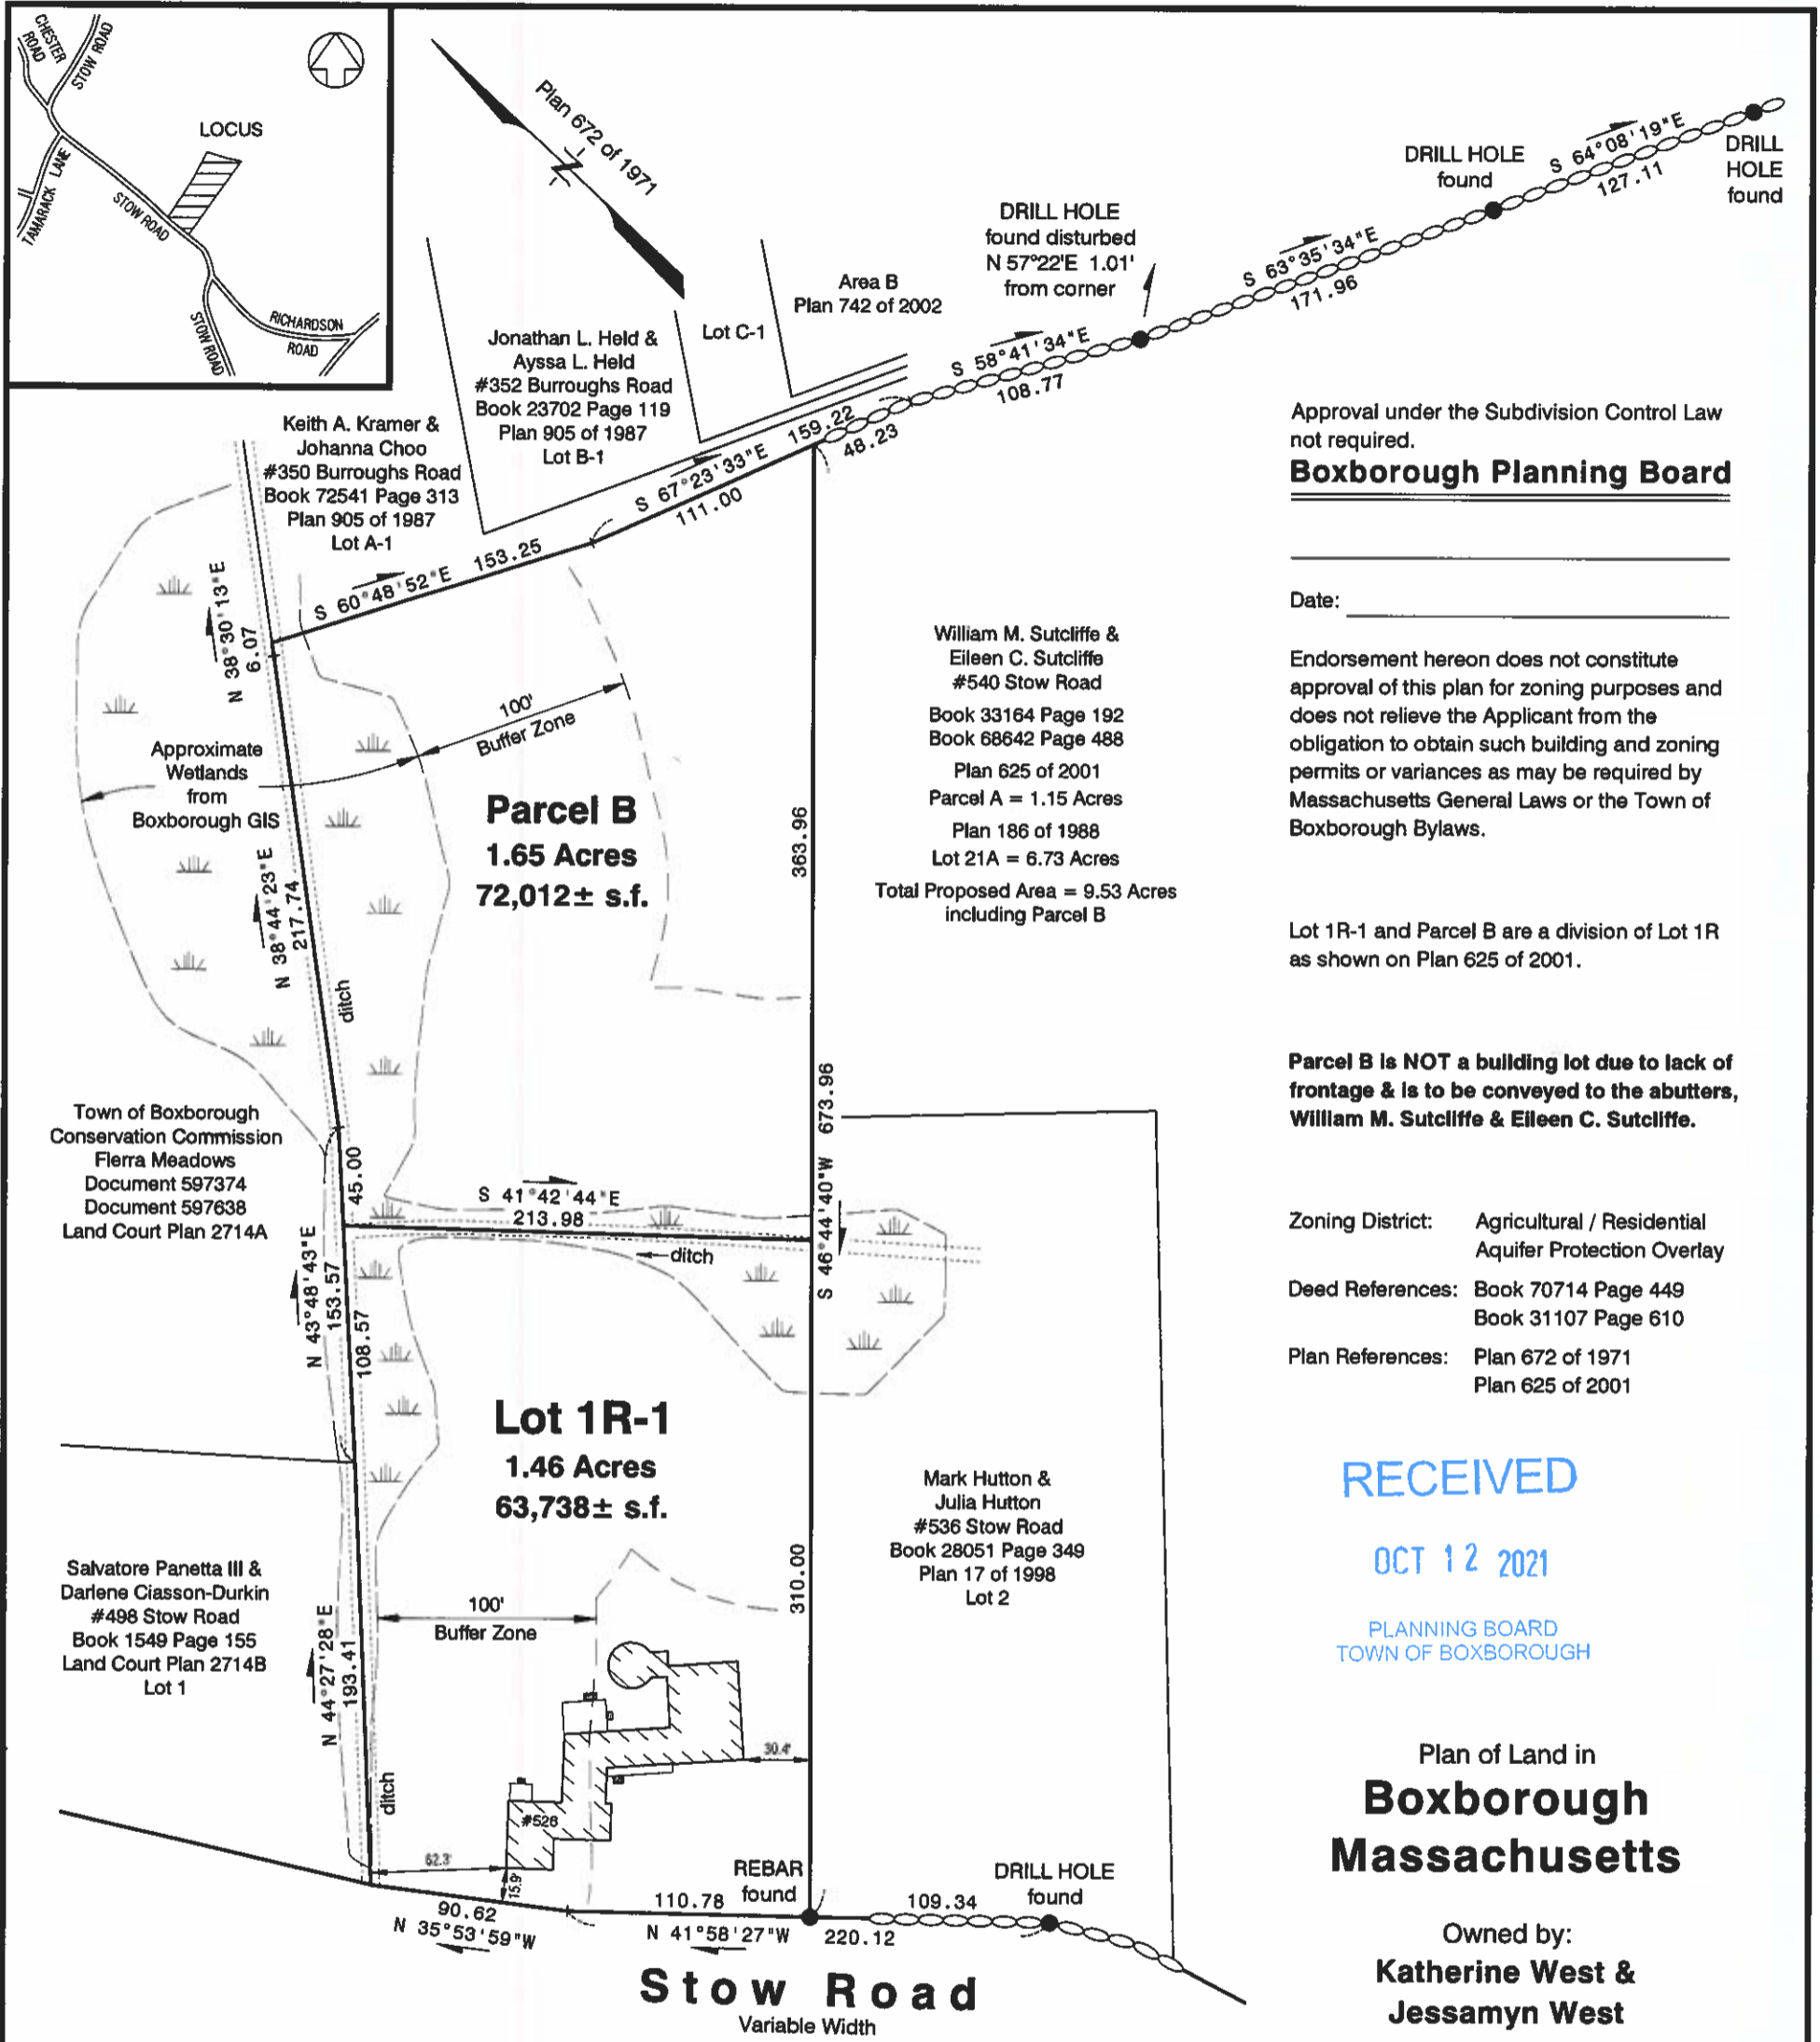 CHESTER
ROAD
STOW ROAD
LOCUS
TAMARACK LANE
STOW ROAD
STOW ROAD
RICHARDSON
ROAD
Plan 672 of 1971
N
DRILL HOLE
found
S 64°08'19"E
127.11
DRILL
HOLE
found
DRILL HOLE
found disturbed
N 57°22'E 1.01'
from corner
S 63°35'34"E
171.96
Area B
Plan 742 of 2002
Lot C-1
Jonathan L. Held &
Ayssa L. Held
#352 Burroughs Road
Book 23702 Page 119
Plan 905 of 1987
Lot B-1
S 58°41'34"E
108.77
Keith A. Kramer &
Johanna Choo
#350 Burroughs Road
Book 72541 Page 313
Plan 905 of 1987
Lot A-1
159.22
48.23
S 67°23'33"E
111.00
S 60°48'52"E 153.25
N 38°30'13"E
6.07
Approval under the Subdivision Control Law
not required.
Boxborough Planning Board
Date:
Endorsement hereon does not constitute
approval of this plan for zoning purposes and
does not relieve the Applicant from the
obligation to obtain such building and zoning
permits or variances as may be required by
Massachusetts General Laws or the Town of
Boxborough Bylaws.
William M. Sutcliffe &
Eileen C. Sutcliffe
#540 Stow Road
Book 33164 Page 192
Book 68642 Page 488
Plan 625 of 2001
Parcel A = 1.15 Acres
Plan 186 of 1988
Lot 21A = 6.73 Acres
Total Proposed Area = 9.53 Acres
including Parcel B
100'
Buffer Zone
Approximate
Wetlands
from
Boxborough GIS
Parcel B
1.65 Acres
72,012± s.f.
363.96
N 38°44'23"E
217.74
ditch
Lot 1R-1 and Parcel B are a division of Lot 1R
as shown on Plan 625 of 2001.
Parcel B is NOT a building lot due to lack of
frontage & is to be conveyed to the abutters,
William M. Sutcliffe & Eileen C. Sutcliffe.
Town of Boxborough
Conservation Commission
Flerra Meadows
Document 597374
Document 597638
Land Court Plan 2714A
45.00
S 41°42'44"E
213.98
ditch
S 46°44'40"W 673.96
N 43°48'43"E
153.57
108.57
Zoning District: Agricultural / Residential
Aquifer Protection Overlay
Deed References: Book 70714 Page 449
Book 31107 Page 610
Plan References: Plan 672 of 1971
Plan 625 of 2001
Lot 1R-1
1.46 Acres
63,738± s.f.
Mark Hutton &
Julia Hutton
#536 Stow Road
Book 28051 Page 349
Plan 17 of 1998
Lot 2
RECEIVED
OCT 12 2021
PLANNING BOARD
TOWN OF BOXBOROUGH
Salvatore Panetta III &
Darlene Ciasson-Durkin
#498 Stow Road
Book 1549 Page 155
Land Court Plan 2714B
Lot 1
N 44°27'28"E
193.41
100'
Buffer Zone
310.00
30.4'
ditch
#526
62.3'
15.9'
REBAR
found
DRILL HOLE
found
90.62
N 35°53'59"W
110.78
N 41°58'27"W
109.34
220.12
Stow Road
Variable Width
Plan of Land in
Boxborough
Massachusetts
Owned by:
Katherine West &
Jessamyn West